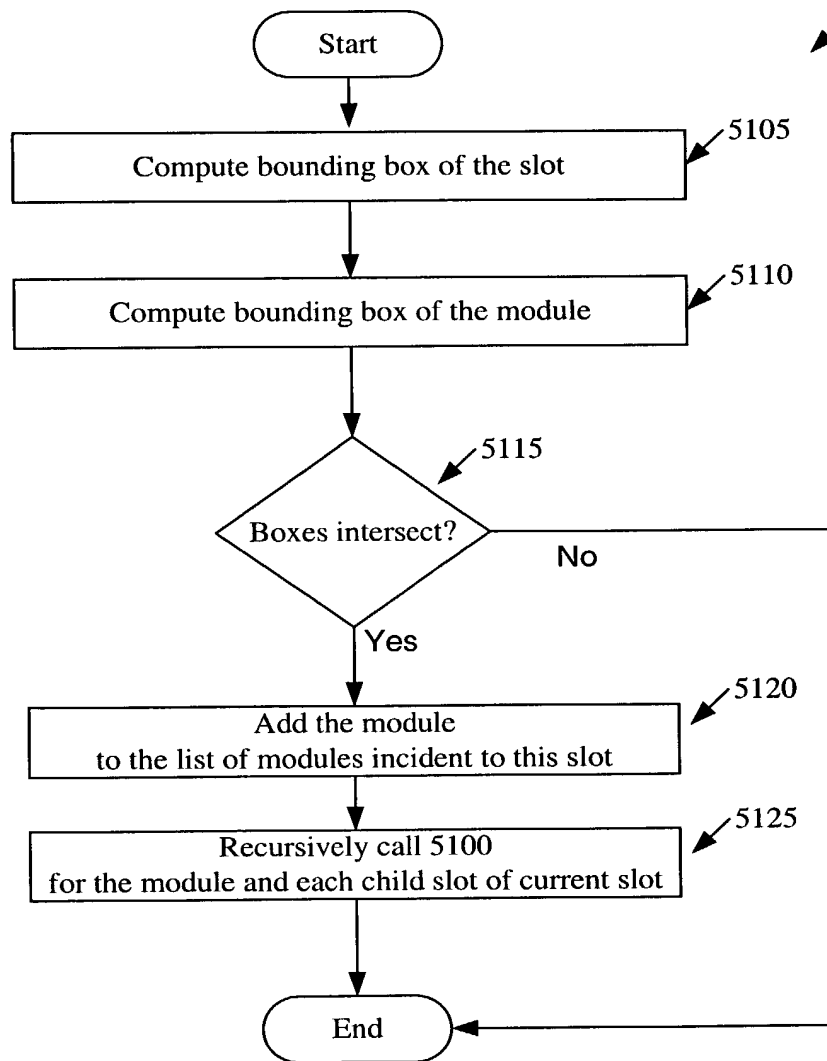 Start
5105
Compute bounding box of the slot
5110
Compute bounding box of the module
5115
Boxes intersect?
No
Yes
5120
Add the module
to the list of modules incident to this slot
5125
Recursively call 5100
for the module and each child slot of current slot
End